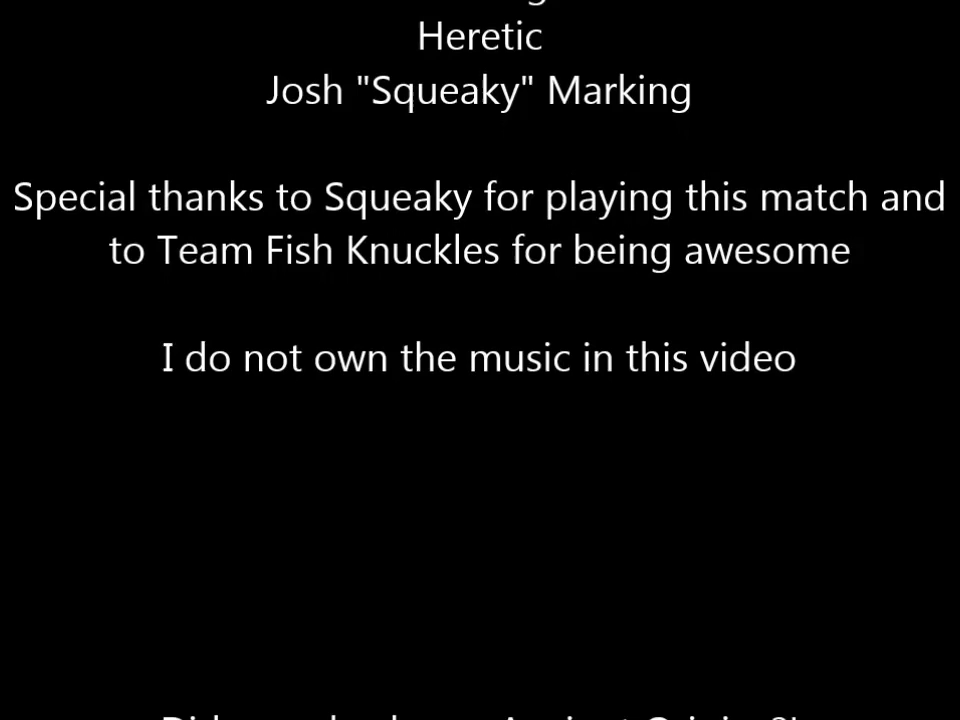 Heretic
Josh "Squeaky" Marking
Special thanks to Squeaky for playing this match and
to Team Fish Knuckles for being awesome
I do not own the music in this video